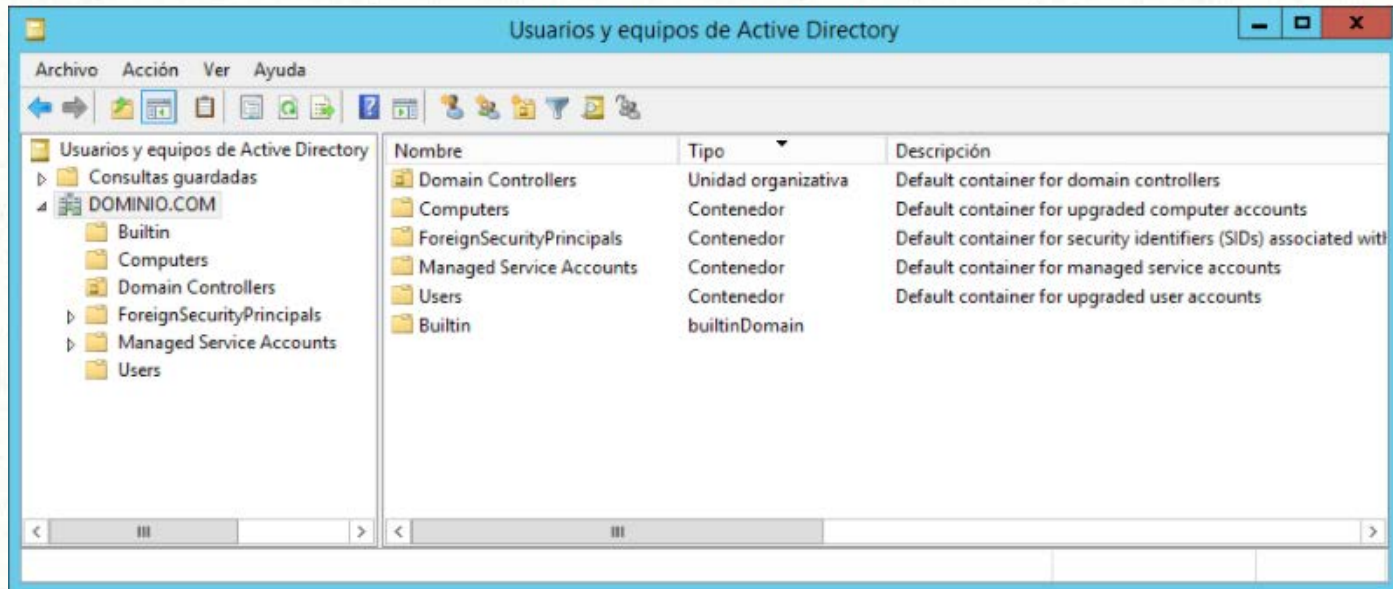 Usuarios y equipos de Active Directory
Archivo Acción Ver Ayuda
Usuarios y equipos de Active Directory
Consultas guardadas
DOMINIO.COM
Builtin
Computers
Domain Controllers
ForeignSecurityPrincipals
Managed Service Accounts
Users
Nombre Tipo Descripción
Domain Controllers Unidad organizativa Default container for domain controllers
Computers Contenedor Default container for upgraded computer accounts
ForeignSecurityPrincipals Contenedor Default container for security identifiers (SIDs) associated with
Managed Service Accounts Contenedor Default container for managed service accounts
Users Contenedor Default container for upgraded user accounts
Builtin builtinDomain